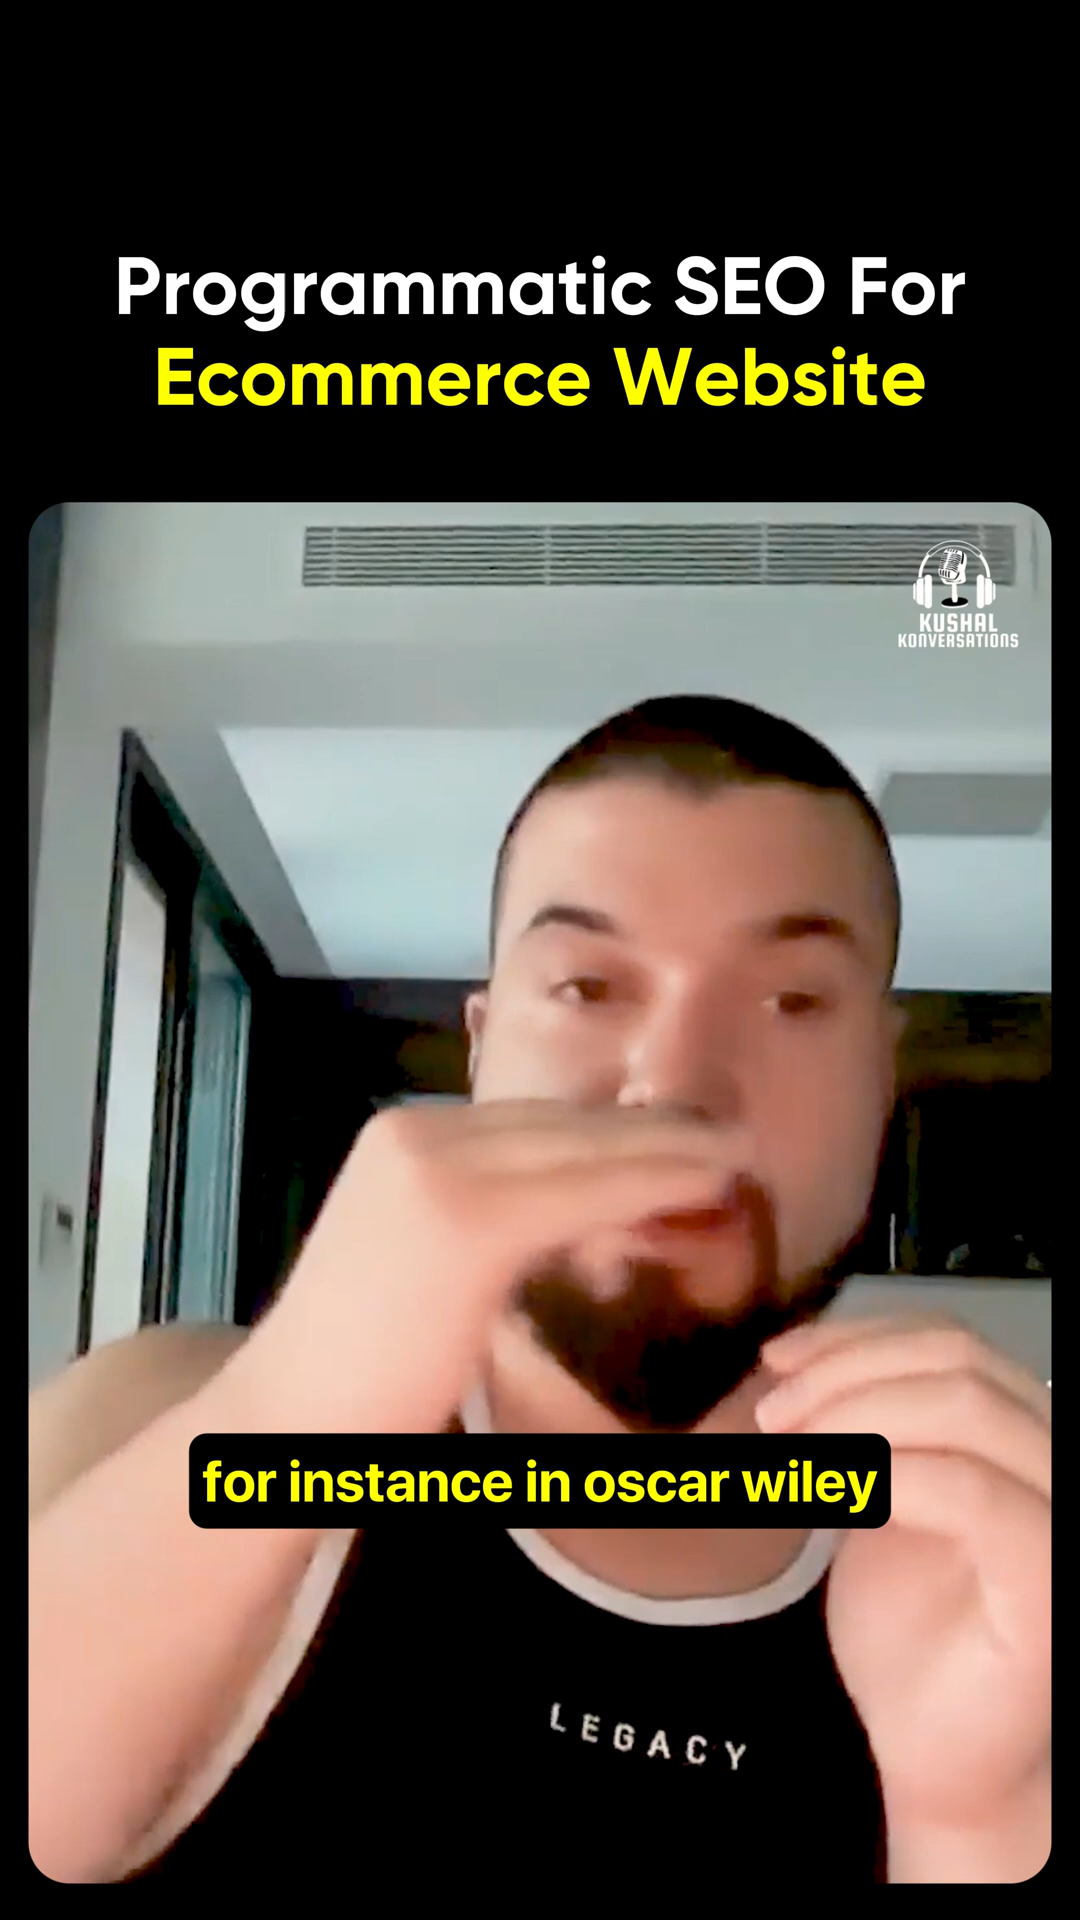 Programmatic SEO For
Ecommerce Website
KUSHAL
KONVERSATIONS
for instance in oscar wiley
LEGACY